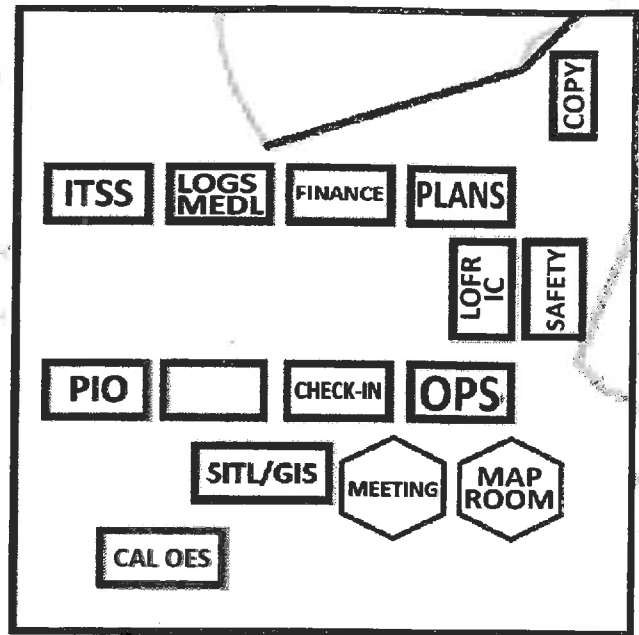 COPY
ITSS
LOGS
MEDL
FINANCE
PLANS
LOFR
IC
SAFETY
PIO
CHECK-IN
OPS
SITL/GIS
MEETING
MAP
ROOM
CAL OES